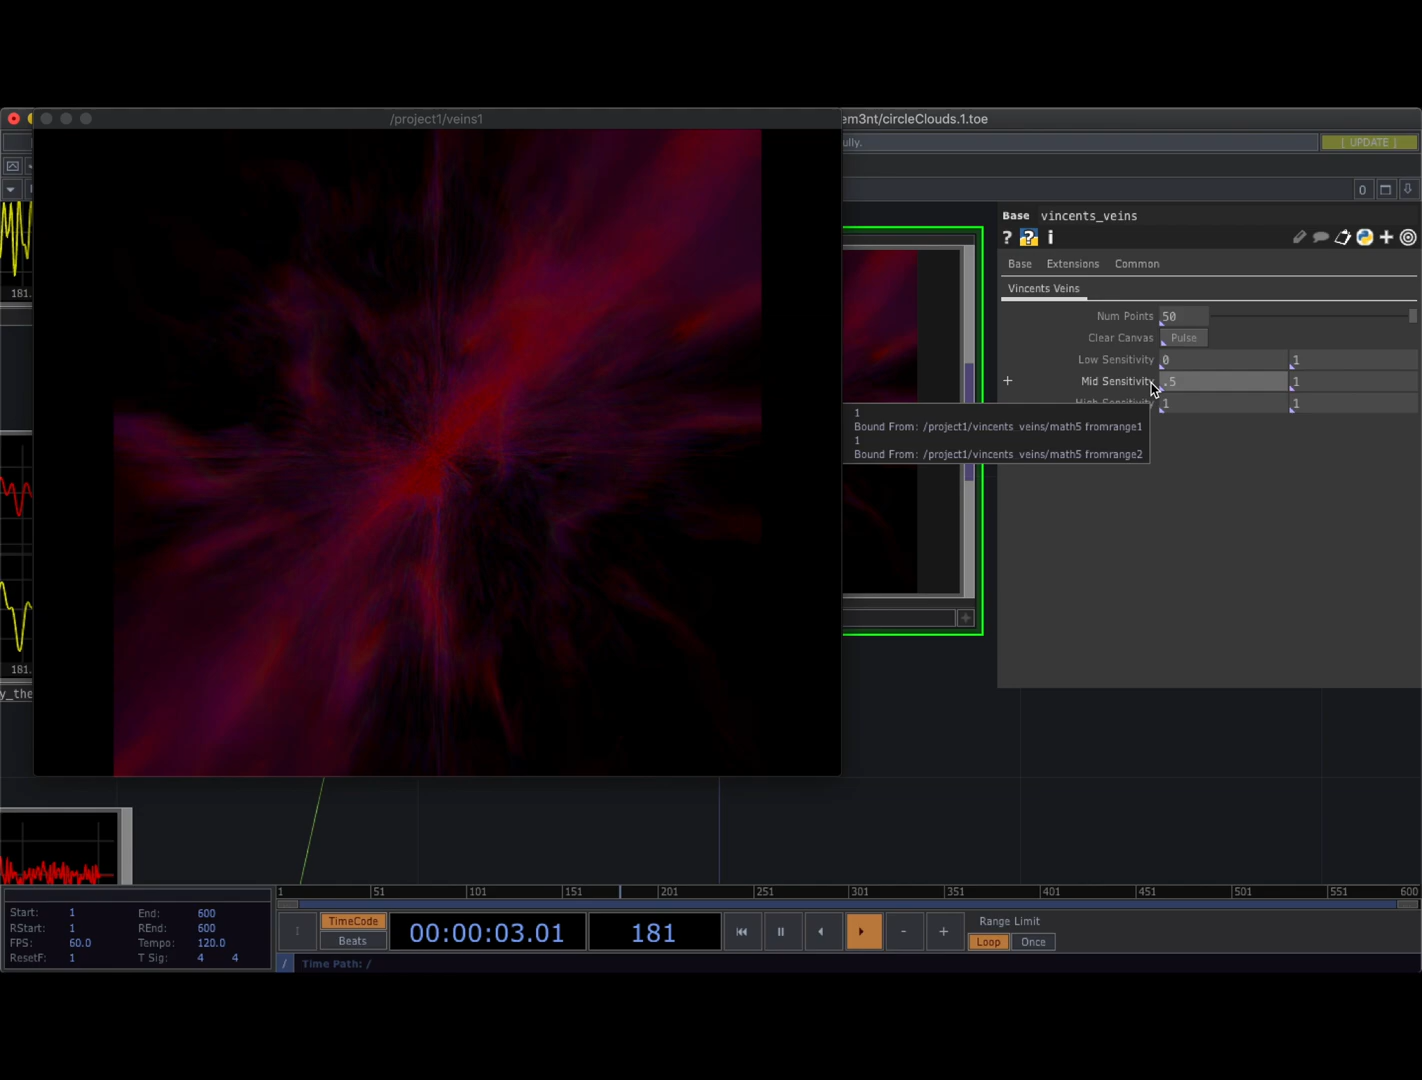 /project1/veins1
em3nt/circleClouds.1.toe
ully.
[ UPDATE ]
0
Base vincents_veins
? ? i
Base Extensions Common
Vincents Veins
Num Points 50
Clear Canvas Pulse
Low Sensitivity 0 1
+ Mid Sensitivity .5 1
High Sensitivity 1 1
1
Bound From: /project1/vincents_veins/math5 fromrange1
1
Bound From: /project1/vincents_veins/math5 fromrange2
181.
181.
y_the
1 51 101 151 201 251 301 351 401 451 501 551 600
Start: 1 End: 600
RStart: 1 REnd: 600
FPS: 60.0 Tempo: 120.0
ResetF: 1 T Sig: 4 4
TimeCode
Beats
00:00:03.01
181
- +
Range Limit
Loop Once
/ Time Path: /